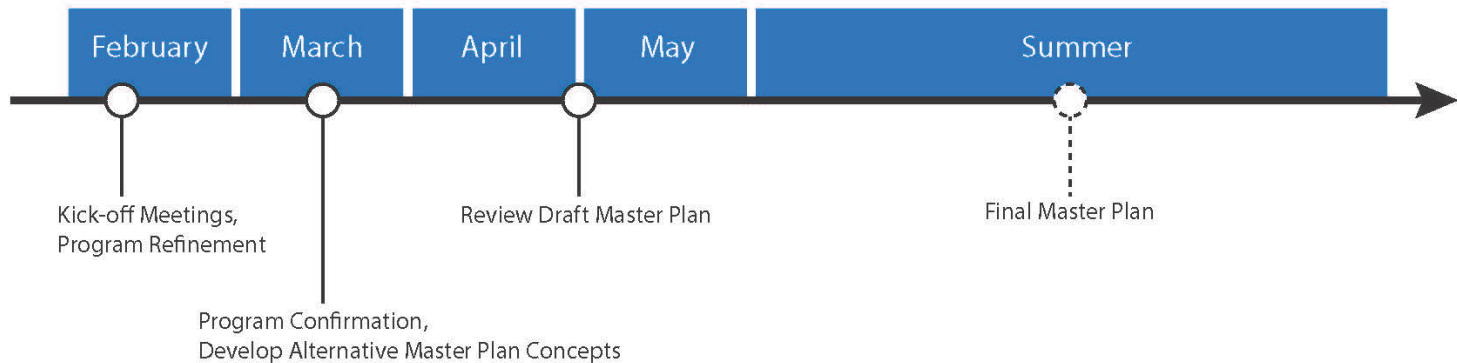 February
March
April
May
Summer
Kick-off Meetings,
Program Refinement
Review Draft Master Plan
Final Master Plan
Program Confirmation,
Develop Alternative Master Plan Concepts